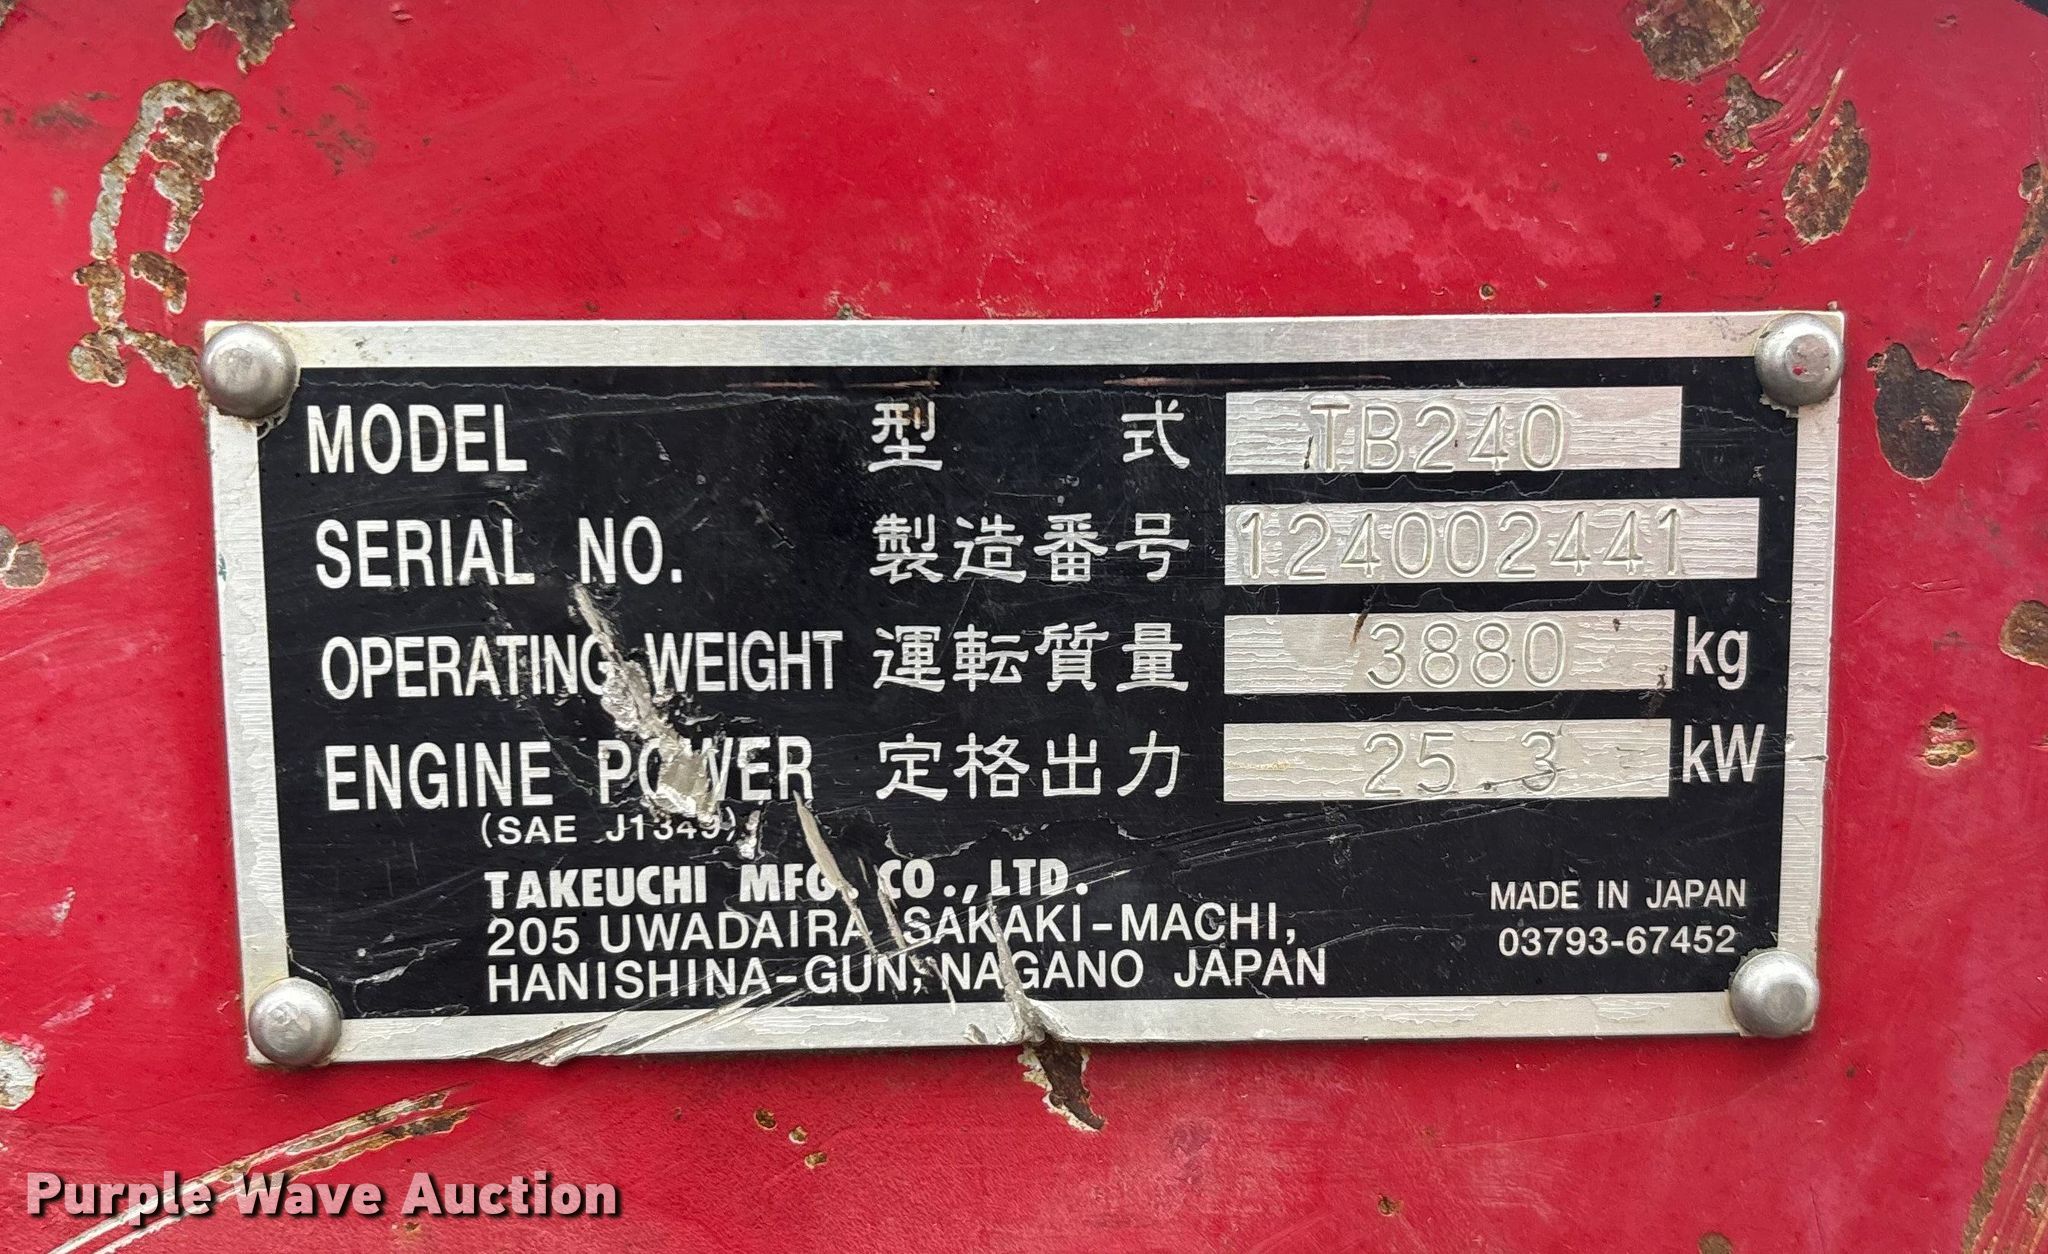 MODEL 型 式 TB240
SERIAL NO. 製造番号 124002441
OPERATING WEIGHT 運転質量 3880 kg
ENGINE POWER 定格出力 25.3 kW
(SAE J1349)
TAKEUCHI MFG. CO., LTD.
205 UWADAIRA SAKAKI-MACHI,
HANISHINA-GUN, NAGANO JAPAN
MADE IN JAPAN
03793-67452
Purple Wave Auction